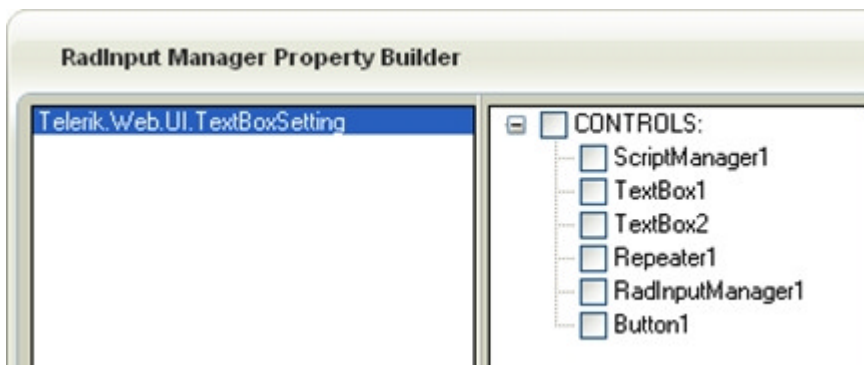 RadInput Manager Property Builder
Telerik.Web.UI.TextBoxSetting
CONTROLS:
ScriptManager1
TextBox1
TextBox2
Repeater1
RadInputManager1
Button1